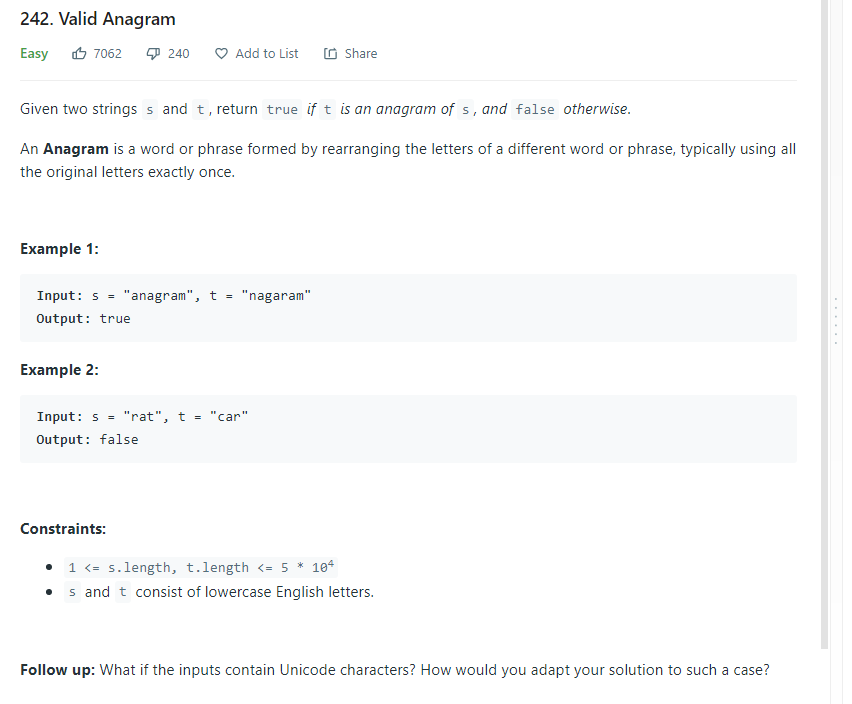 242. Valid Anagram
Easy 7062 240 Add to List Share
Given two strings s and t, return true if t is an anagram of s, and false otherwise.
An Anagram is a word or phrase formed by rearranging the letters of a different word or phrase, typically using all
the original letters exactly once.
Example 1:
Input: s = "anagram", t = "nagaram"
Output: true
Example 2:
Input: s = "rat", t = "car"
Output: false
Constraints:
• 1 <= s.length, t.length <= 5 * 10⁴
• s and t consist of lowercase English letters.
Follow up: What if the inputs contain Unicode characters? How would you adapt your solution to such a case?